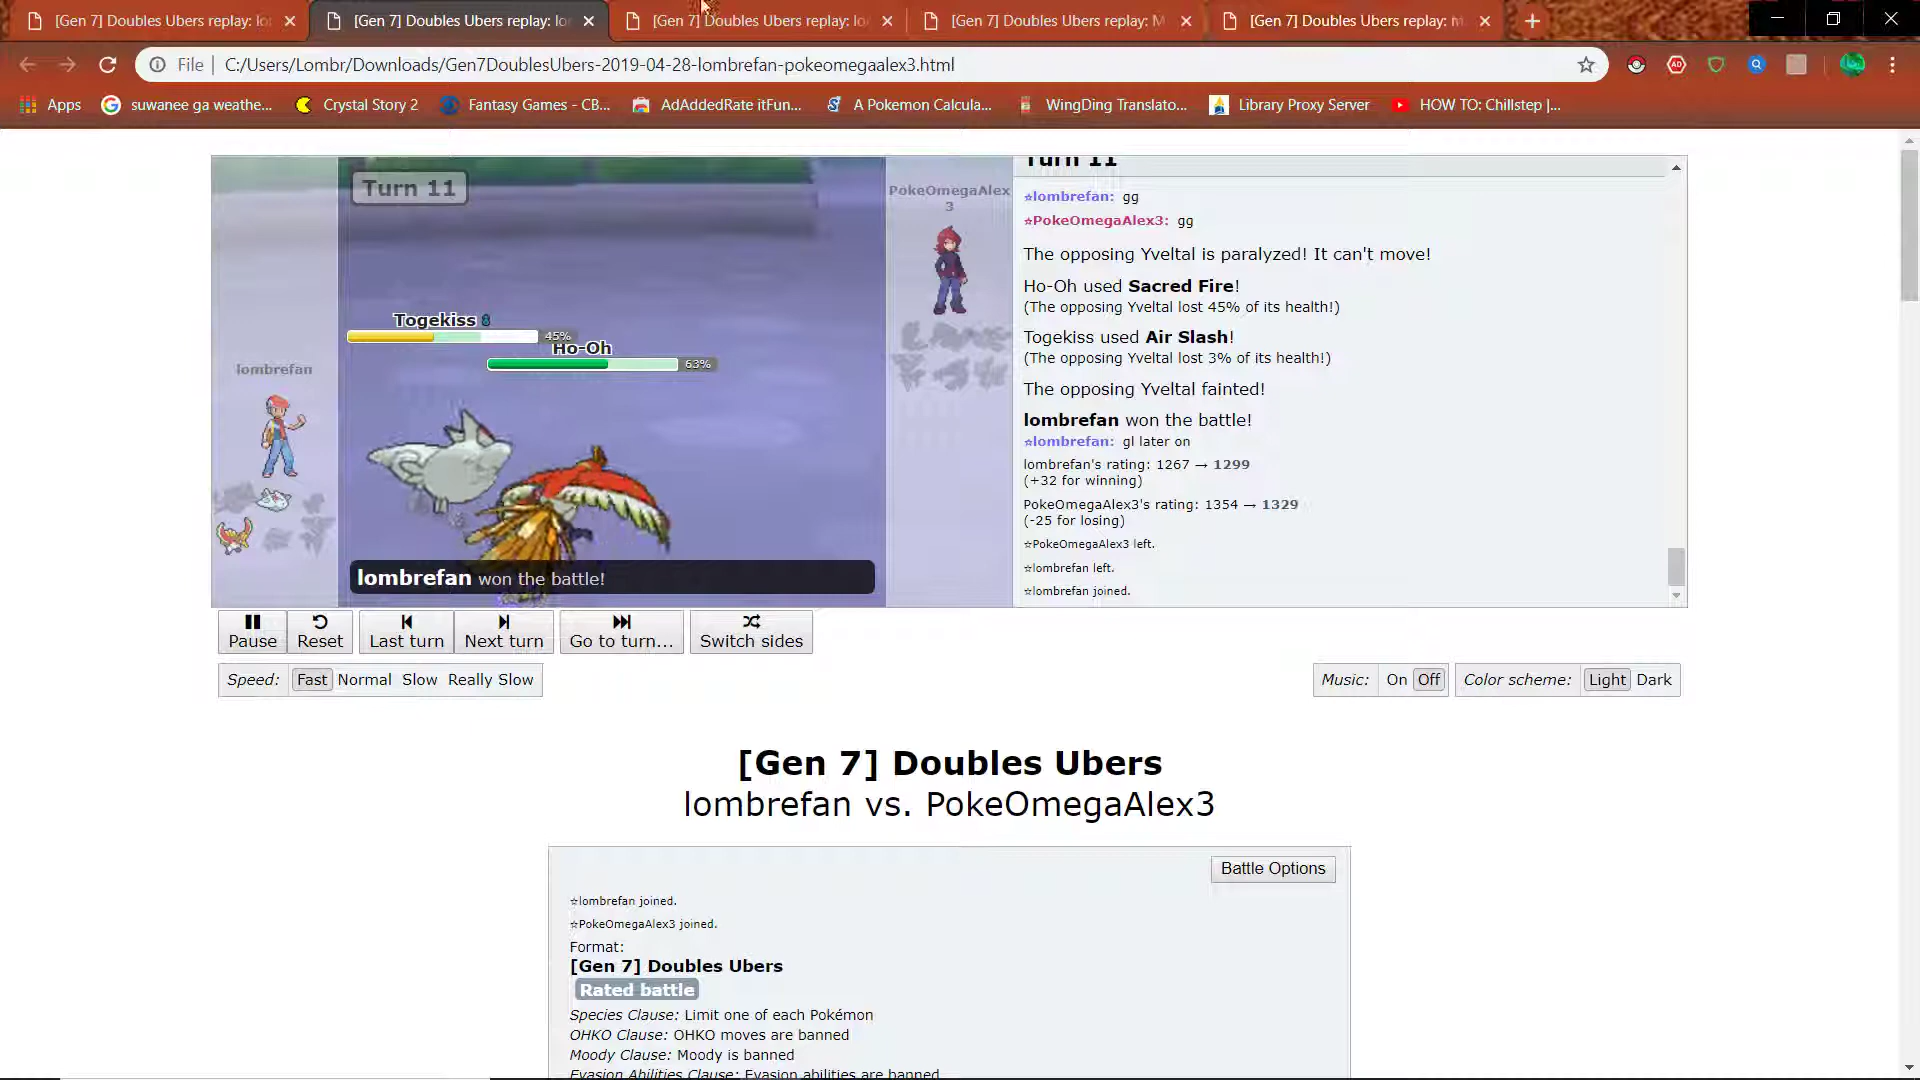 [Gen 7] Doubles Ubers replay: lo
[Gen 7] Doubles Ubers replay: lo
[Gen 7] Doubles Ubers replay: lo
[Gen 7] Doubles Ubers replay: M
[Gen 7] Doubles Ubers replay: m
File | C:/Users/Lombr/Downloads/Gen7DoublesUbers-2019-04-28-lombrefan-pokeomegaalex3.html
Apps
suwanee ga weathe...
Crystal Story 2
Fantasy Games - CB...
AdAddedRate itFun...
A Pokemon Calcula...
WingDing Translato...
Library Proxy Server
HOW TO: Chillstep |...
Turn 11
PokeOmegaAlex
3
Togekiss
45%
Ho-Oh
63%
lombrefan
lombrefan won the battle!
Turn 11
☆lombrefan: gg
☆PokeOmegaAlex3: gg
The opposing Yveltal is paralyzed! It can't move!
Ho-Oh used Sacred Fire!
(The opposing Yveltal lost 45% of its health!)
Togekiss used Air Slash!
(The opposing Yveltal lost 3% of its health!)
The opposing Yveltal fainted!
lombrefan won the battle!
☆lombrefan: gl later on
lombrefan's rating: 1267 → 1299
(+32 for winning)
PokeOmegaAlex3's rating: 1354 → 1329
(-25 for losing)
☆PokeOmegaAlex3 left.
☆lombrefan left.
☆lombrefan joined.
Pause
Reset
Last turn
Next turn
Go to turn...
Switch sides
Speed: Fast Normal Slow Really Slow
Music: On Off
Color scheme: Light Dark
[Gen 7] Doubles Ubers
lombrefan vs. PokeOmegaAlex3
Battle Options
☆lombrefan joined.
☆PokeOmegaAlex3 joined.
Format:
[Gen 7] Doubles Ubers
Rated battle
Species Clause: Limit one of each Pokémon
OHKO Clause: OHKO moves are banned
Moody Clause: Moody is banned
Evasion Abilities Clause: Evasion abilities are banned